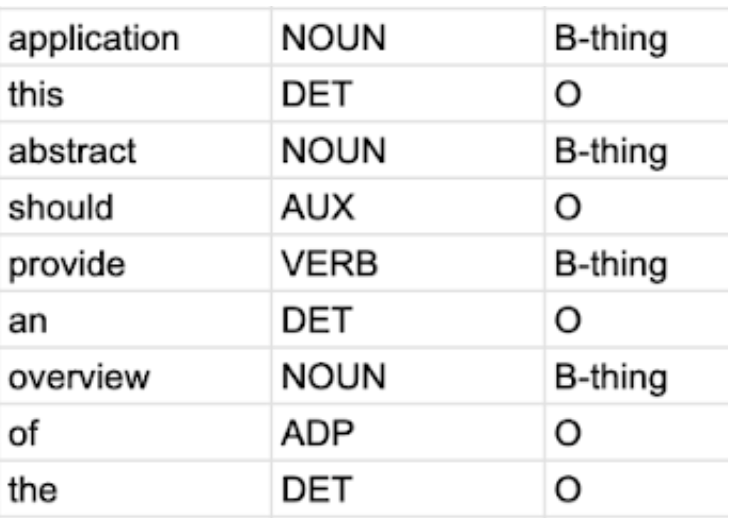 application NOUN B-thing
this DET O
abstract NOUN B-thing
should AUX O
provide VERB B-thing
an DET O
overview NOUN B-thing
of ADP O
the DET O